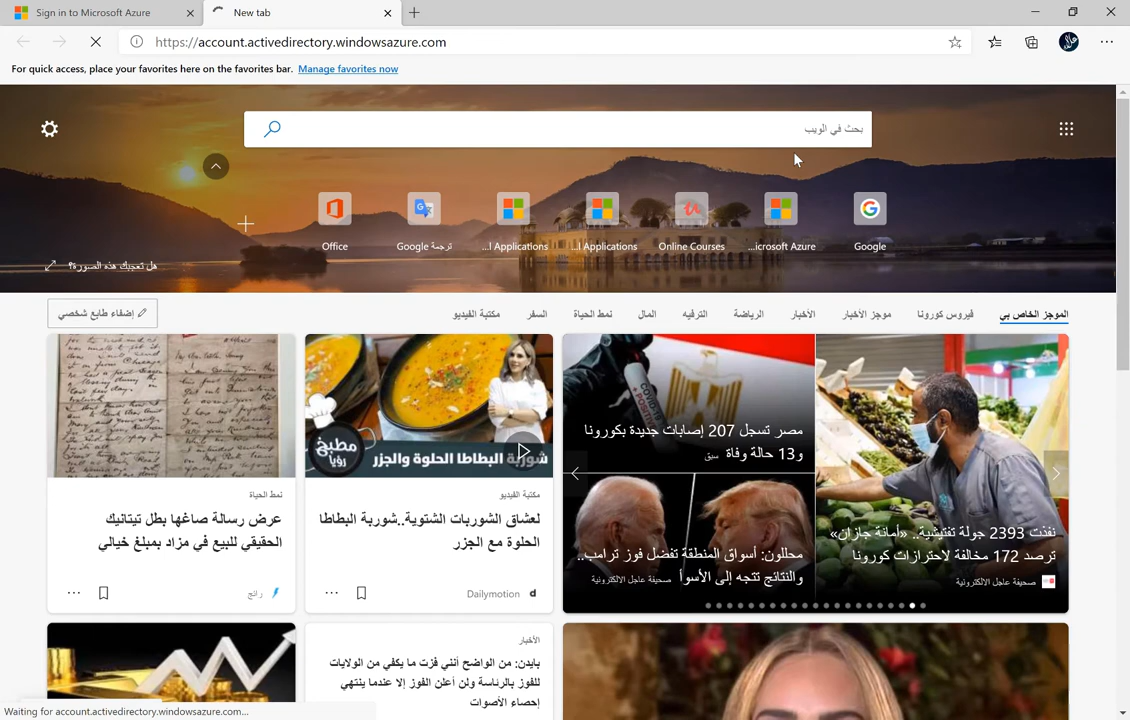 Sign in to Microsoft Azure
New tab
https://account.activedirectory.windowsazure.com
For quick access, place your favorites here on the favorites bar. Manage favorites now
بحث في الويب
Office
ترجمة Google
...l Applications
...l Applications
Online Courses
...icrosoft Azure
Google
هل تعجبك هذه الصورة؟
الموجز الخاص بي
فيروس كورونا
موجز الأخبار
الأخبار
الرياضة
الترفيه
المال
نمط الحياة
السفر
مكتبة الفيديو
إضفاء طابع شخصي
نفذت 2393 جولة تفتيشية.. «أمانة جازان»
ترصد 172 مخالفة لاحترازات كورونا
صحيفة عاجل الالكترونية
مصر تسجل 207 إصابات جديدة بكورونا
و13 حالة وفاة
سبق
محللون: أسواق المنطقة تفضل فوز ترامب..
والنتائج تتجه إلى الأسوأ
صحيفة عاجل الالكترونية
COVID
+POSITIVE
مطبخ
رؤيا
شوربة البطاطا الحلوة والجزر
مكتبة الفيديو
لعشاق الشوربات الشتوية..شوربة البطاطا
الحلوة مع الجزر
Dailymotion
نمط الحياة
عرض رسالة صاغها بطل تيتانيك
الحقيقي للبيع في مزاد بمبلغ خيالي
رائج
الأخبار
بايدن: من الواضح أنني فزت ما يكفي من الولايات
للفوز بالرئاسة ولن أعلن الفوز إلا عندما ينتهي
إحصاء الأصوات
Waiting for account.activedirectory.windowsazure.com...